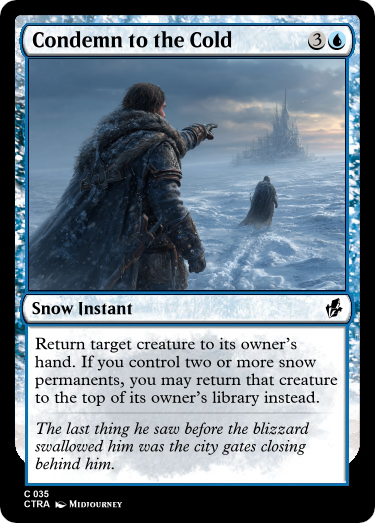 Condemn to the Cold 3
Snow Instant
Return target creature to its owner's
hand. If you control two or more snow
permanents, you may return that creature
to the top of its owner's library instead.
The last thing he saw before the blizzard
swallowed him was the city gates closing
behind him.
C 035
CTRA Midjourney